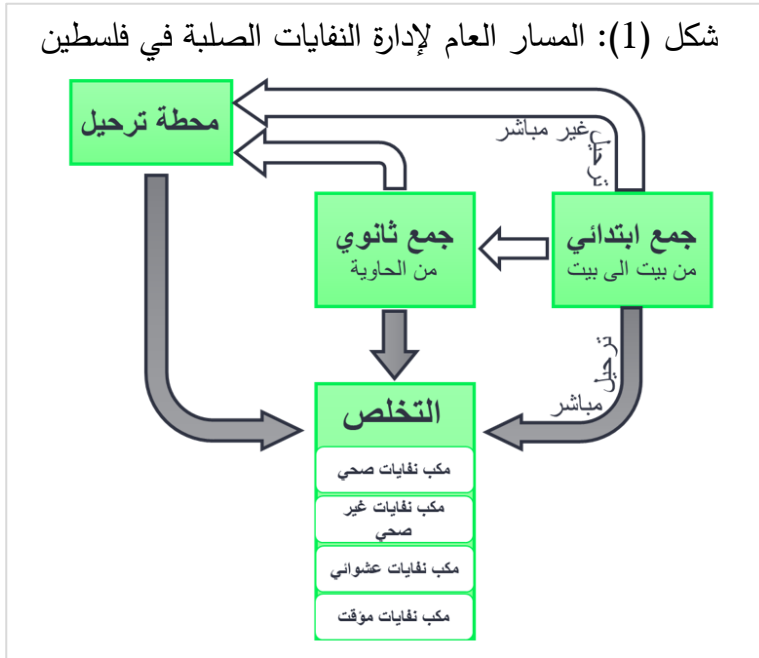 شكل (1): المسار العام لإدارة النفايات الصلبة في فلسطين
محطة ترحيل
ترحيل غير مباشر
جمع ابتدائي
من بيت الى بيت
جمع ثانوي
من الحاوية
ترحيل مباشر
التخلص
مكب نفايات صحي
مكب نفايات غير
صحي
مكب نفايات عشوائي
مكب نفايات مؤقت